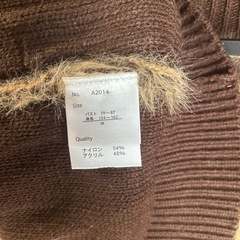 No. A2014-
Size
バスト 79～87
身長 154～162
M
Quality
ナイロン 54%
アクリル 46%